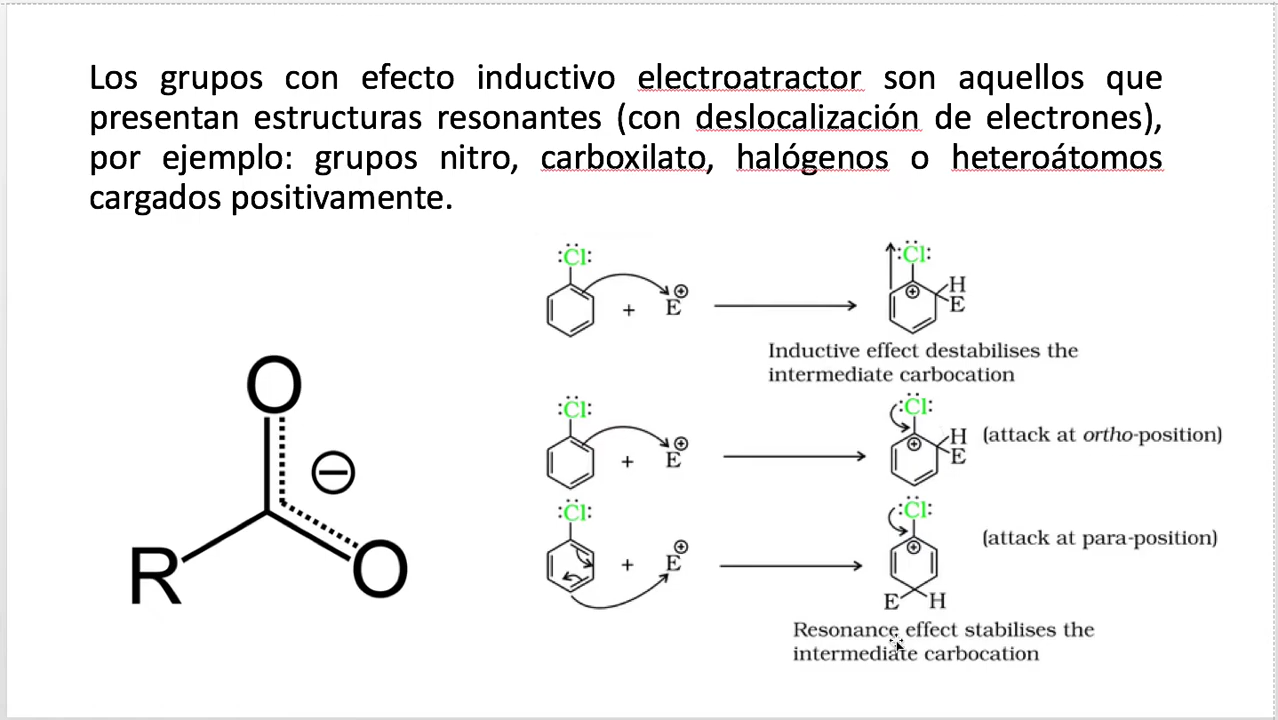 Los grupos con efecto inductivo electroatractor son aquellos que
presentan estructuras resonantes (con deslocalización de electrones),
por ejemplo: grupos nitro, carboxilato, halógenos o heteroátomos
cargados positivamente.
:Cl:
+ E⊕
:Cl:
⊕ H
E
Inductive effect destabilises the
intermediate carbocation
:Cl:
+ E⊕
:Cl:
⊕ H
E
(attack at ortho-position)
:Cl:
+ E⊕
:Cl:
⊕
E H
(attack at para-position)
Resonance effect stabilises the
intermediate carbocation
O
⊖
R
O